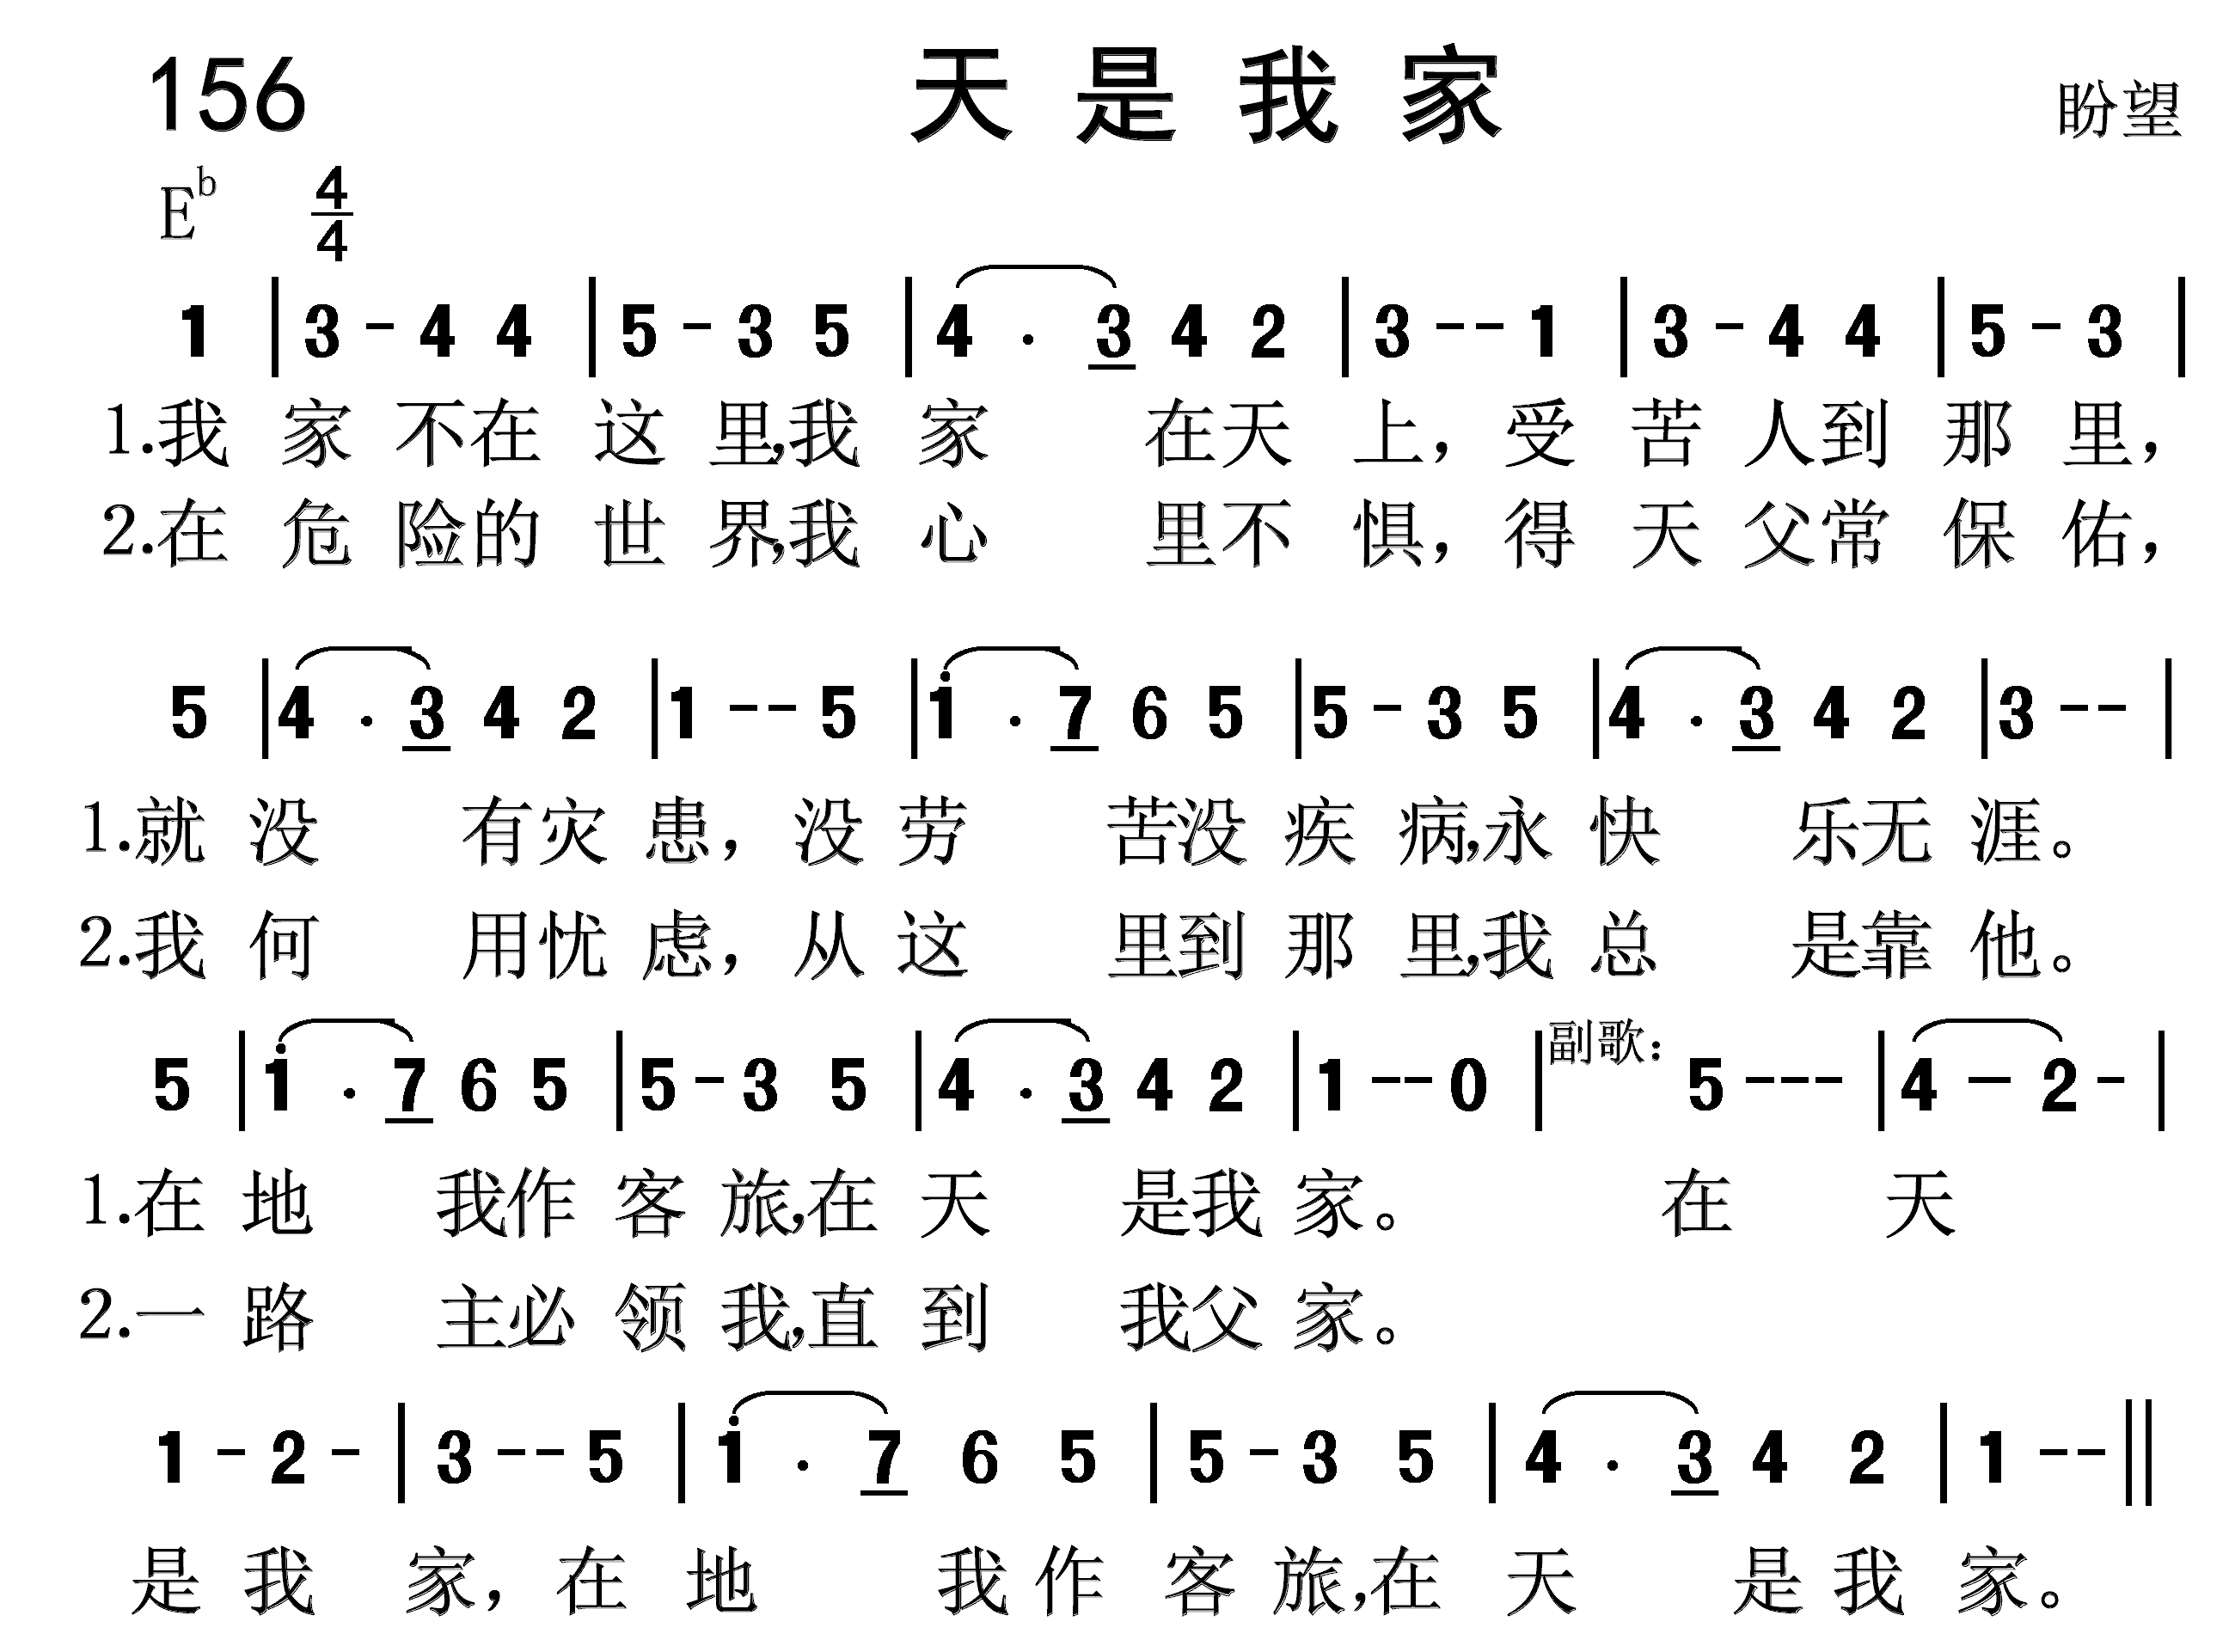 156 天是我家 盼望
E♭ 4/4
1 | 3 - 4 4 | 5 - 3 5 | 4 · 3 4 2 | 3 - - 1 | 3 - 4 4 | 5 - 3 |
1.我家不在这里,我家在天上，受苦人到那里，
2.在危险的世界,我心里不惧，得天父常保佑，
5 | 4 · 3 4 2 | 1 - - 5 | i · 7 6 5 | 5 - 3 5 | 4 · 3 4 2 | 3 - - |
1.就没有灾患，没劳苦没疾病,永快乐无涯。
2.我何用忧虑，从这里到那里,我总是靠他。
5 | i · 7 6 5 | 5 - 3 5 | 4 · 3 4 2 | 1 - - 0 | 副歌：5 - - - | 4 - 2 - |
1.在地我作客旅,在天是我家。 在天
2.一路主必领我,直到我父家。
1 - 2 - | 3 - - 5 | i · 7 6 5 | 5 - 3 5 | 4 · 3 4 2 | 1 - - ||
是我家，在地我作客旅,在天是我家。